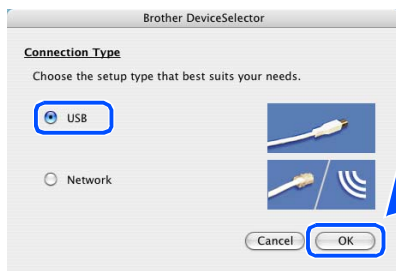 Brother DeviceSelector
Connection Type
Choose the setup type that best suits your needs.
USB
Network
Cancel
OK